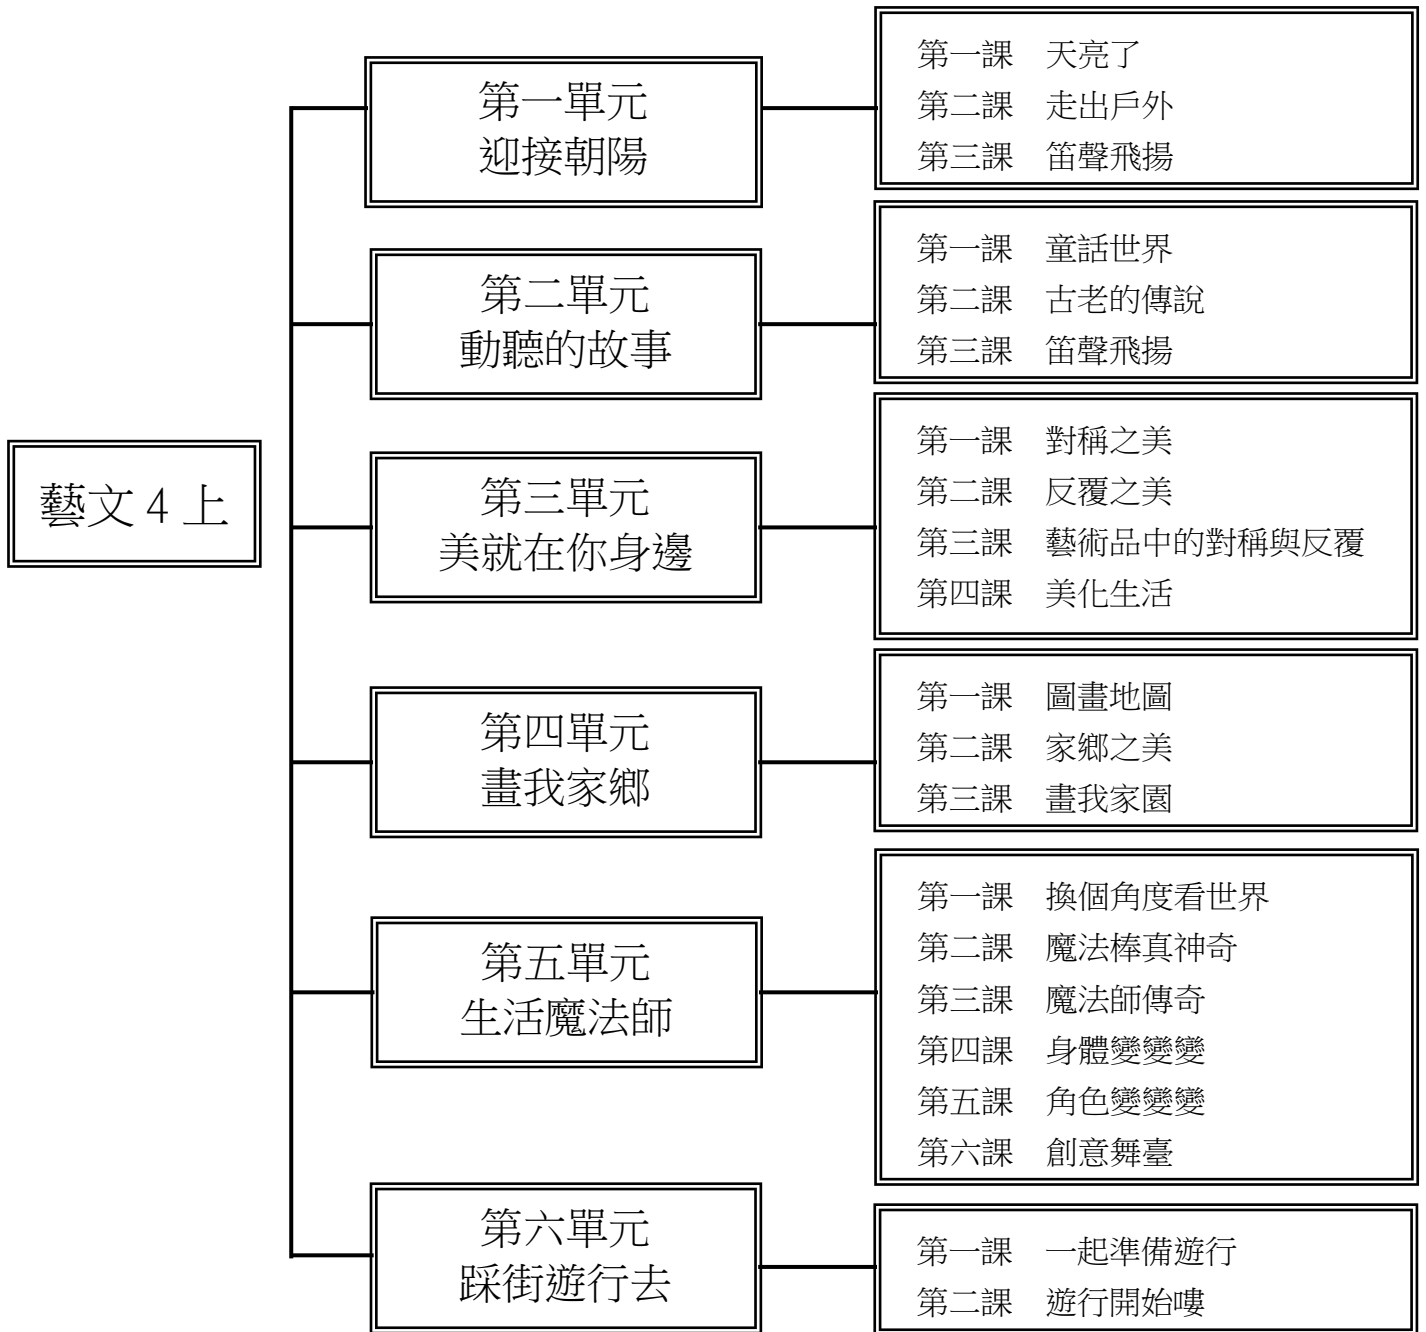 藝文 4 上
第一單元
迎接朝陽
第一課　天亮了
第二課　走出戶外
第三課　笛聲飛揚
第二單元
動聽的故事
第一課　童話世界
第二課　古老的傳說
第三課　笛聲飛揚
第三單元
美就在你身邊
第一課　對稱之美
第二課　反覆之美
第三課　藝術品中的對稱與反覆
第四課　美化生活
第四單元
畫我家鄉
第一課　圖畫地圖
第二課　家鄉之美
第三課　畫我家園
第五單元
生活魔法師
第一課　換個角度看世界
第二課　魔法棒真神奇
第三課　魔法師傳奇
第四課　身體變變變
第五課　角色變變變
第六課　創意舞臺
第六單元
踩街遊行去
第一課　一起準備遊行
第二課　遊行開始嘍